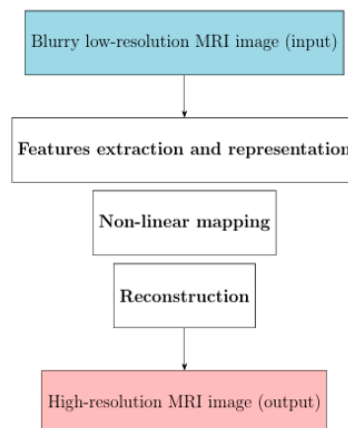 Blurry low-resolution MRI image (input)
Features extraction and representation
Non-linear mapping
Reconstruction
High-resolution MRI image (output)